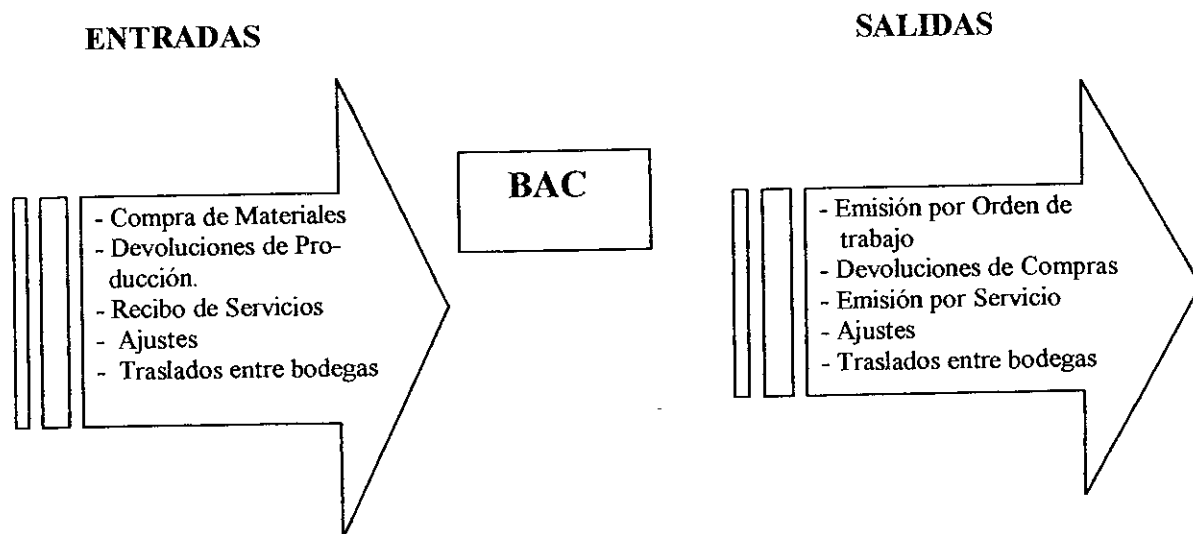 ENTRADAS
- Compra de Materiales
- Devoluciones de Pro-
ducción.
- Recibo de Servicios
- Ajustes
- Traslados entre bodegas
BAC
SALIDAS
- Emisión por Orden de
trabajo
- Devoluciones de Compras
- Emisión por Servicio
- Ajustes
- Traslados entre bodegas